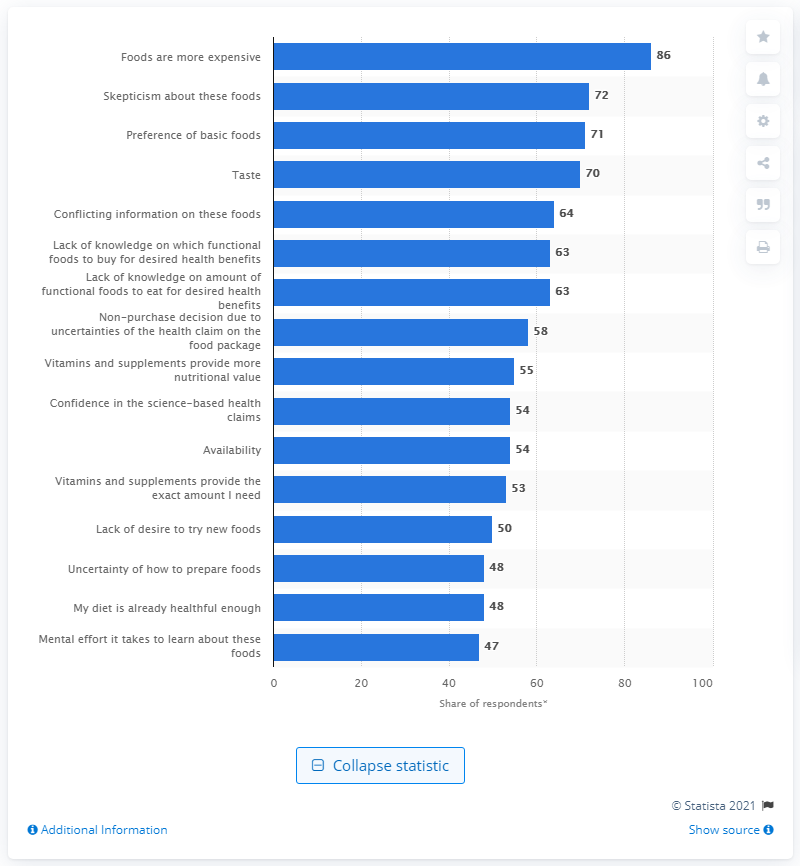 Foods are more expensive
86
Skepticism about these foods
72
Preference of basic foods
71
Taste
70
Conflicting information on these foods
64
Lack of knowledge on which functional
foods to buy for desired health benefits
63
Lack of knowledge on amount of
functional foods to eat for desired health
benefits
63
Non-purchase decision due to
uncertainties of the health claim on the
food package
58
Vitamins and supplements provide more
nutritional value
55
Confidence in the science-based health
claims
54
Availability
54
Vitamins and supplements provide the
exact amount I need
53
Lack of desire to try new foods
50
Uncertainty of how to prepare foods
48
My diet is already healthful enough
48
Mental effort it takes to learn about these
foods
47
0 20 40 60 80 100
Share of respondents*
Collapse statistic
© Statista 2021
Additional Information
Show source